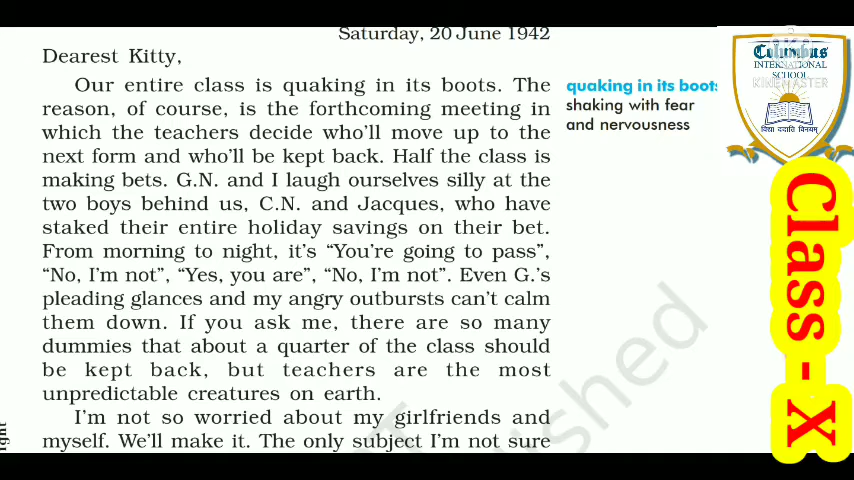 Saturday, 20 June 1942
Dearest Kitty,
Our entire class is quaking in its boots. The
reason, of course, is the forthcoming meeting in
which the teachers decide who'll move up to the
next form and who'll be kept back. Half the class is
making bets. G.N. and I laugh ourselves silly at the
two boys behind us, C.N. and Jacques, who have
staked their entire holiday savings on their bet.
From morning to night, it's “You're going to pass”,
“No, I'm not”, “Yes, you are”, “No, I'm not”. Even G.'s
pleading glances and my angry outbursts can't calm
them down. If you ask me, there are so many
dummies that about a quarter of the class should
be kept back, but teachers are the most
unpredictable creatures on earth.
I'm not so worried about my girlfriends and
myself. We'll make it. The only subject I'm not sure
quaking in its boots
shaking with fear
and nervousness
Columbus
INTERNATIONAL
SCHOOL
KINEMASTER
विद्या ददाति विनयम्
Class - X